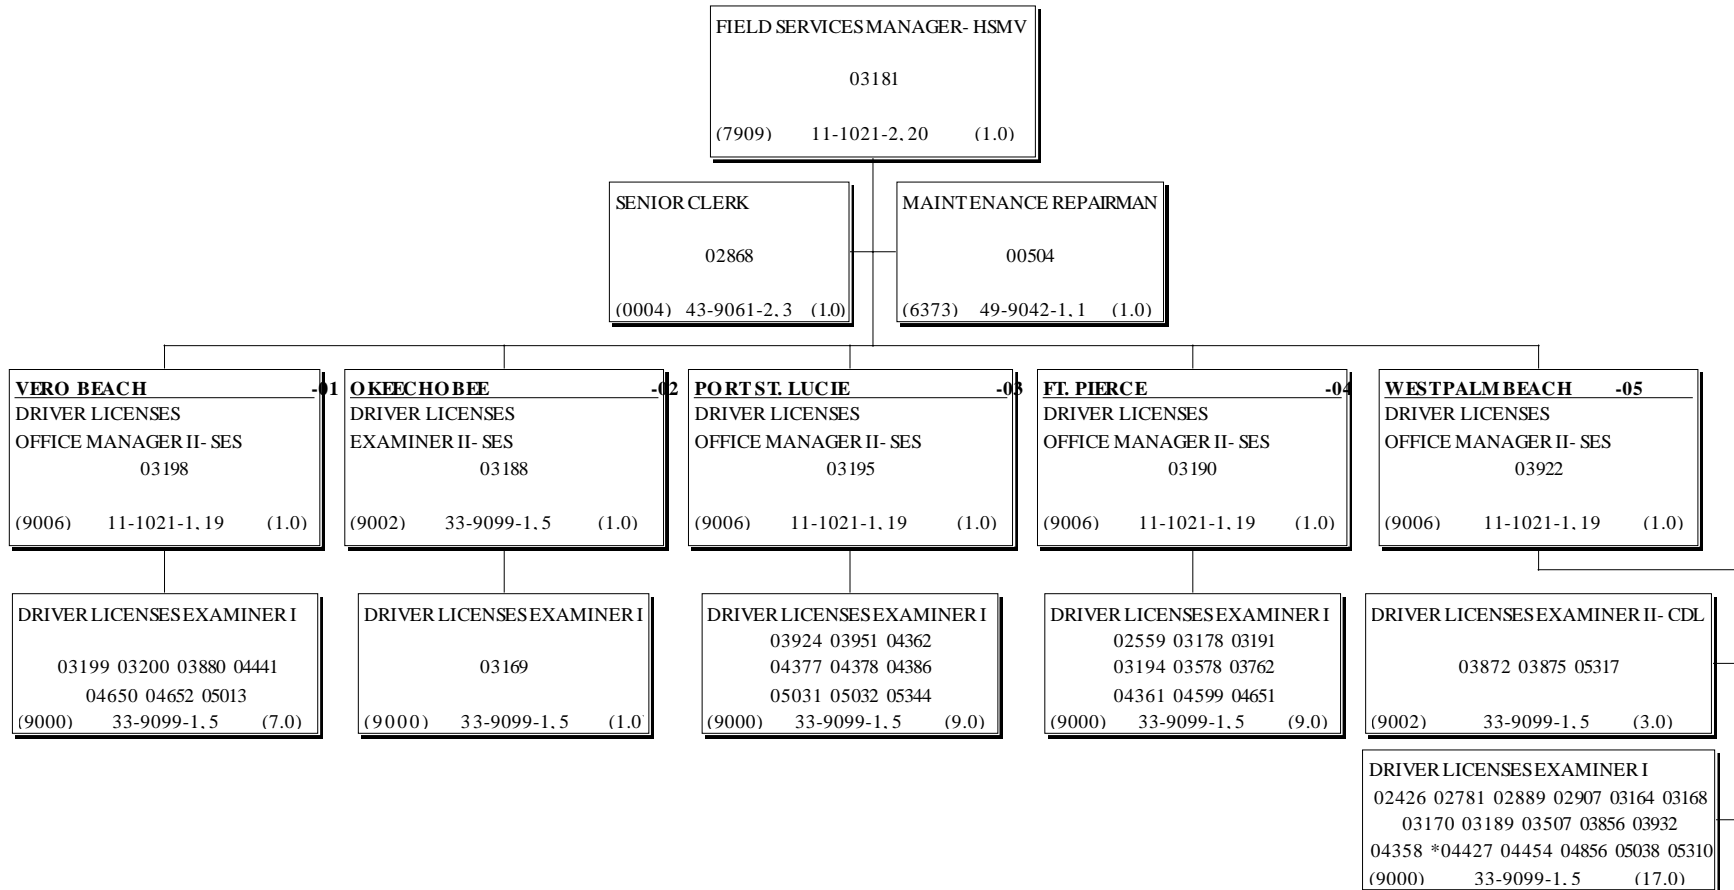 FIELD SERVICES MANAGER- HSMV
03181
(7909) 11-1021-2, 20 (1.0)
SENIOR CLERK
02868
(0004) 43-9061-2, 3 (1.0)
MAINTENANCE REPAIRMAN
00504
(6373) 49-9042-1, 1 (1.0)
VERO BEACH -01
DRIVER LICENSES
OFFICE MANAGER II- SES
03198
(9006) 11-1021-1, 19 (1.0)
OKEECHOBEE -02
DRIVER LICENSES
EXAMINER II- SES
03188
(9002) 33-9099-1, 5 (1.0)
PORT ST. LUCIE -03
DRIVER LICENSES
OFFICE MANAGER II- SES
03195
(9006) 11-1021-1, 19 (1.0)
FT. PIERCE -04
DRIVER LICENSES
OFFICE MANAGER II- SES
03190
(9006) 11-1021-1, 19 (1.0)
WEST PALM BEACH -05
DRIVER LICENSES
OFFICE MANAGER II- SES
03922
(9006) 11-1021-1, 19 (1.0)
DRIVER LICENSES EXAMINER I
03199 03200 03880 04441
04650 04652 05013
(9000) 33-9099-1, 5 (7.0)
DRIVER LICENSES EXAMINER I
03169
(9000) 33-9099-1, 5 (1.0)
DRIVER LICENSES EXAMINER I
03924 03951 04362
04377 04378 04386
05031 05032 05344
(9000) 33-9099-1, 5 (9.0)
DRIVER LICENSES EXAMINER I
02559 03178 03191
03194 03578 03762
04361 04599 04651
(9000) 33-9099-1, 5 (9.0)
DRIVER LICENSES EXAMINER II- CDL
03872 03875 05317
(9002) 33-9099-1, 5 (3.0)
DRIVER LICENSES EXAMINER I
02426 02781 02889 02907 03164 03168
03170 03189 03507 03856 03932
04358 *04427 04454 04856 05038 05310
(9000) 33-9099-1, 5 (17.0)